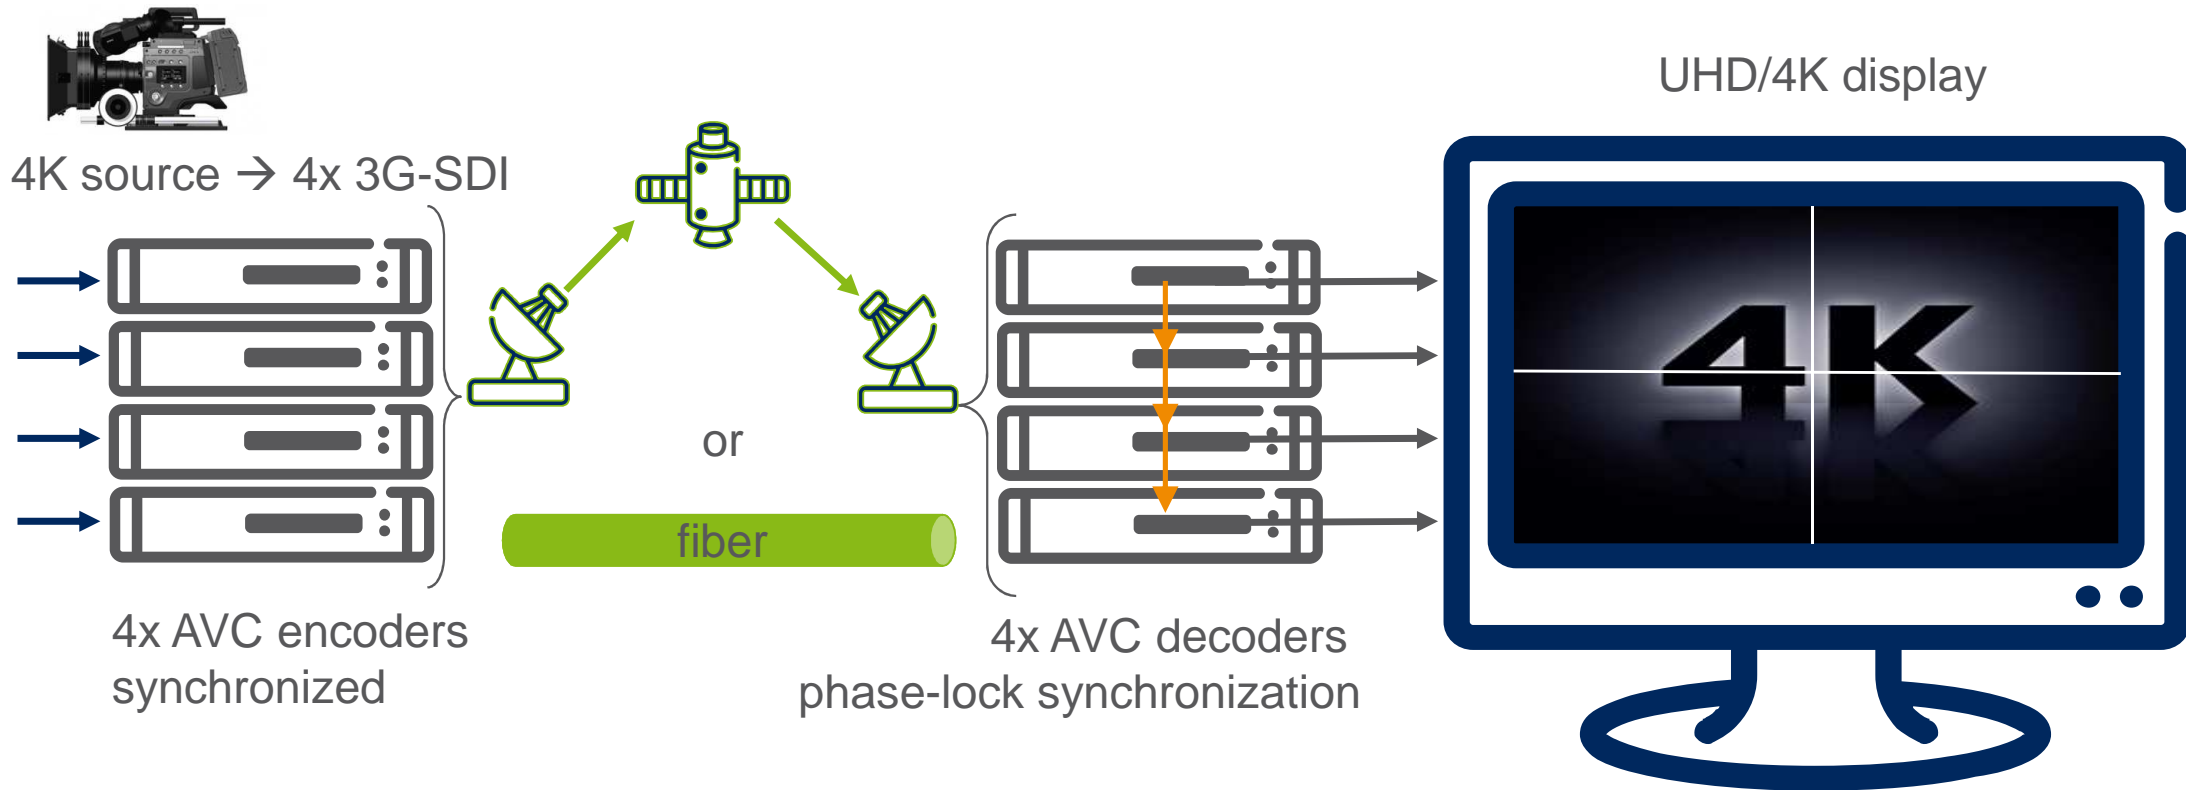 UHD/4K display
4K source → 4x 3G-SDI
4K
or
fiber
4x AVC encoders
synchronized
4x AVC decoders
phase-lock synchronization